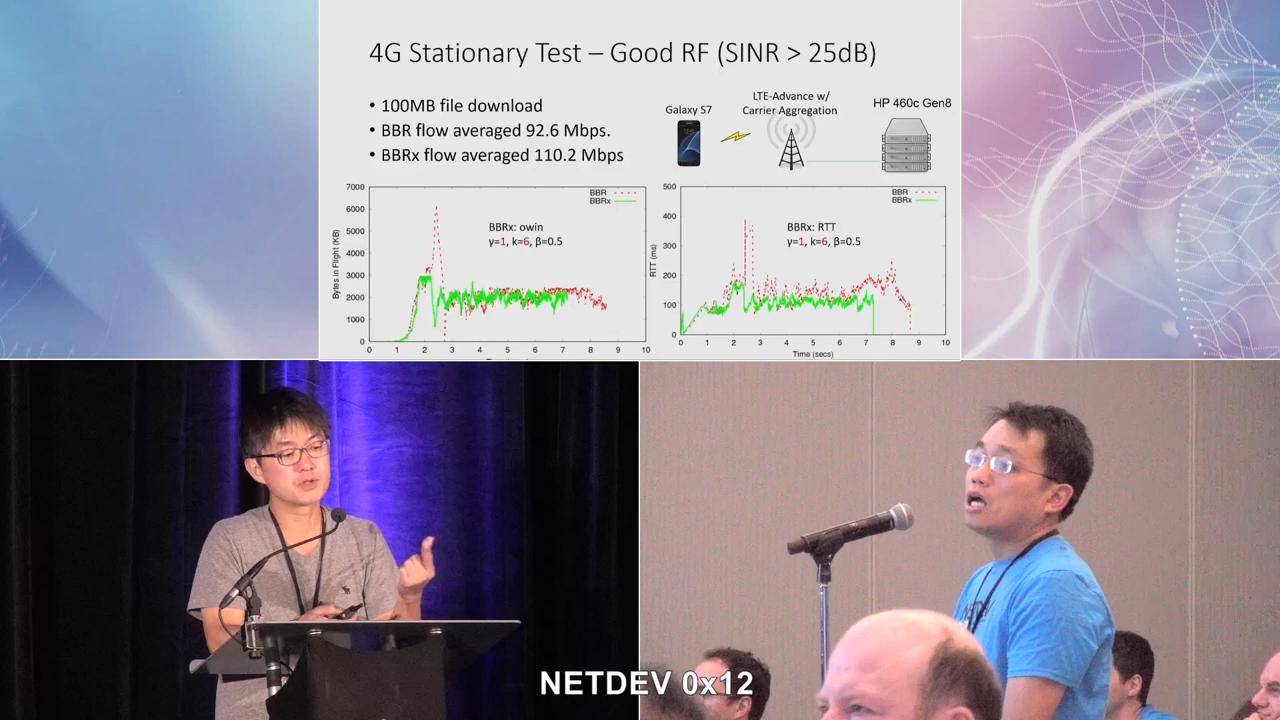 4G Stationary Test – Good RF (SINR > 25dB)
• 100MB file download
• BBR flow averaged 92.6 Mbps.
• BBRx flow averaged 110.2 Mbps
Galaxy S7
LTE-Advance w/
Carrier Aggregation
HP 460c Gen8
7000
6000
5000
4000
3000
2000
1000
0
Bytes in Flight (KB)
BBR
BBRx
BBRx: owin
γ=1, k=6, β=0.5
0 1 2 3 4 5 6 7 8 9 10
500
400
300
200
100
0
RTT (ms)
BBR
BBRx
BBRx: RTT
γ=1, k=6, β=0.5
0 1 2 3 4 5 6 7 8 9 10
Time (secs)
NETDEV 0x12